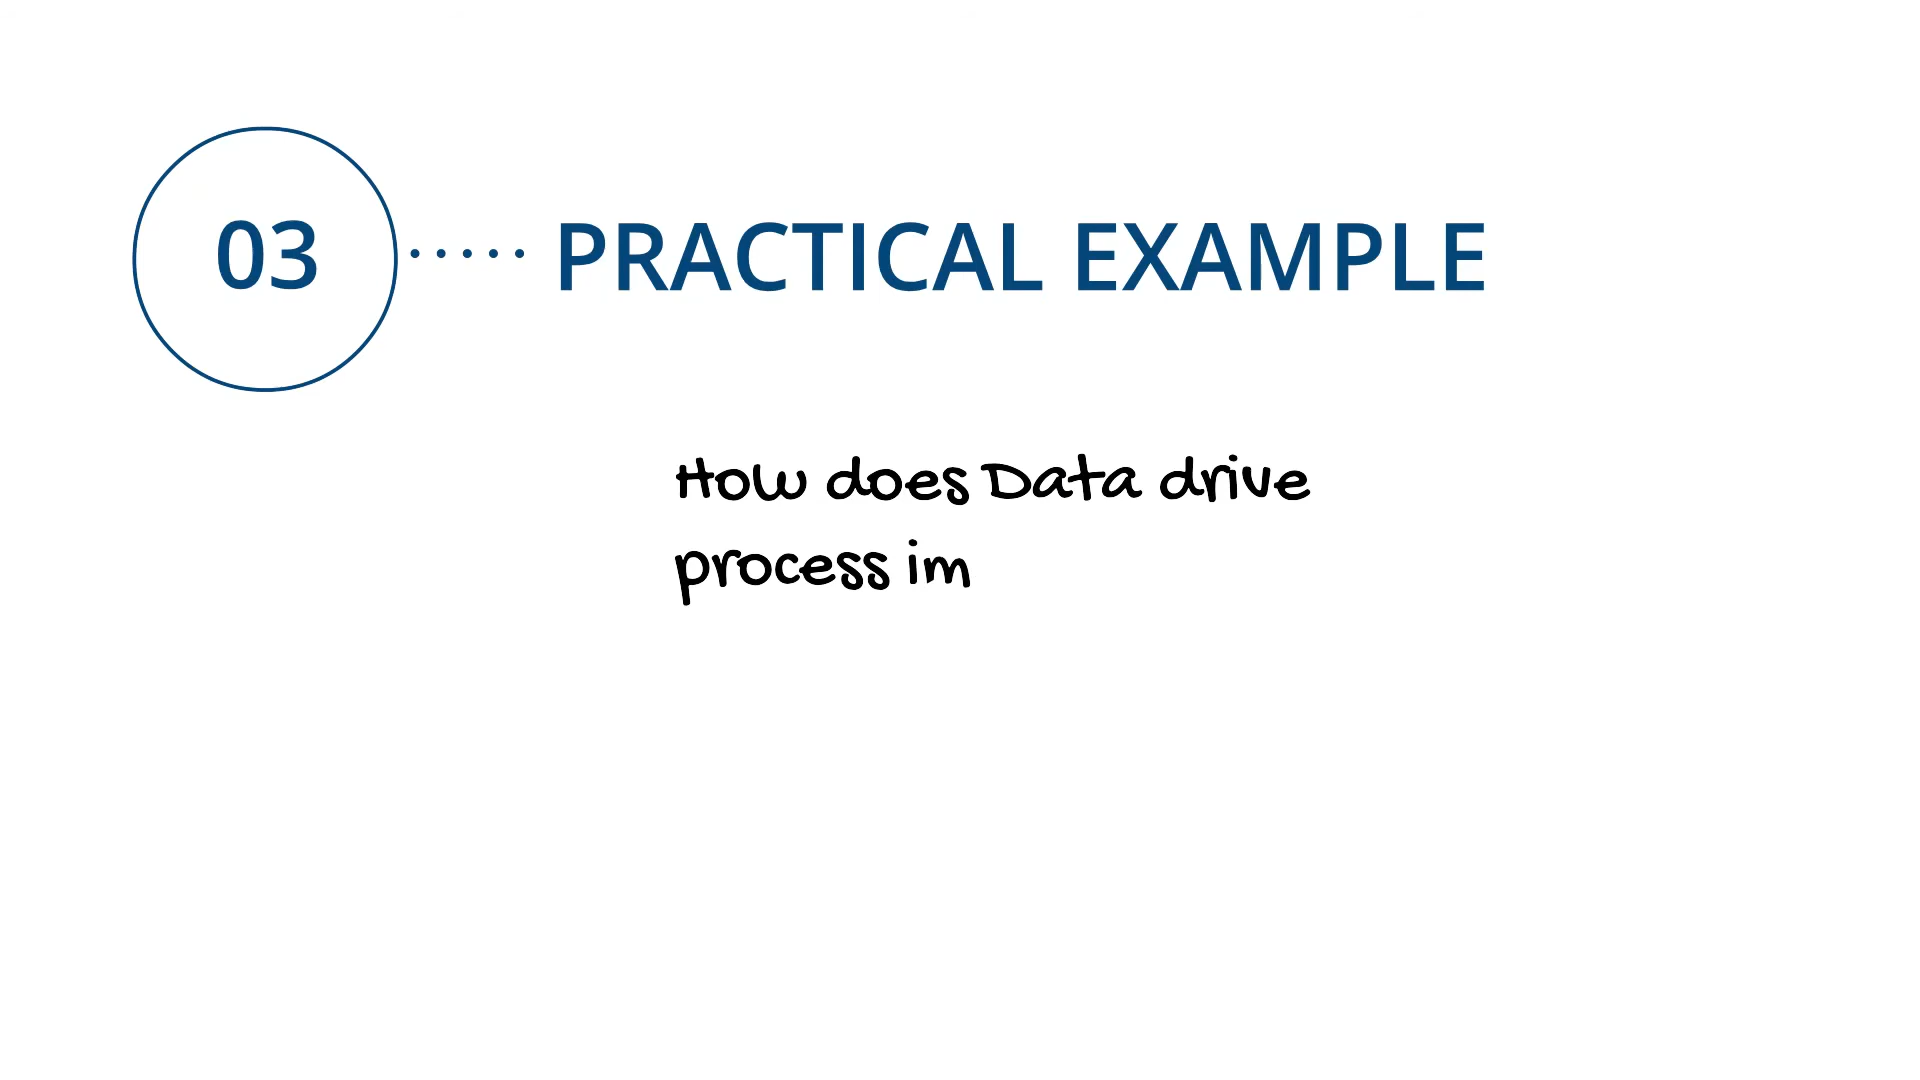 03 ..... PRACTICAL EXAMPLE
How does Data drive
process im